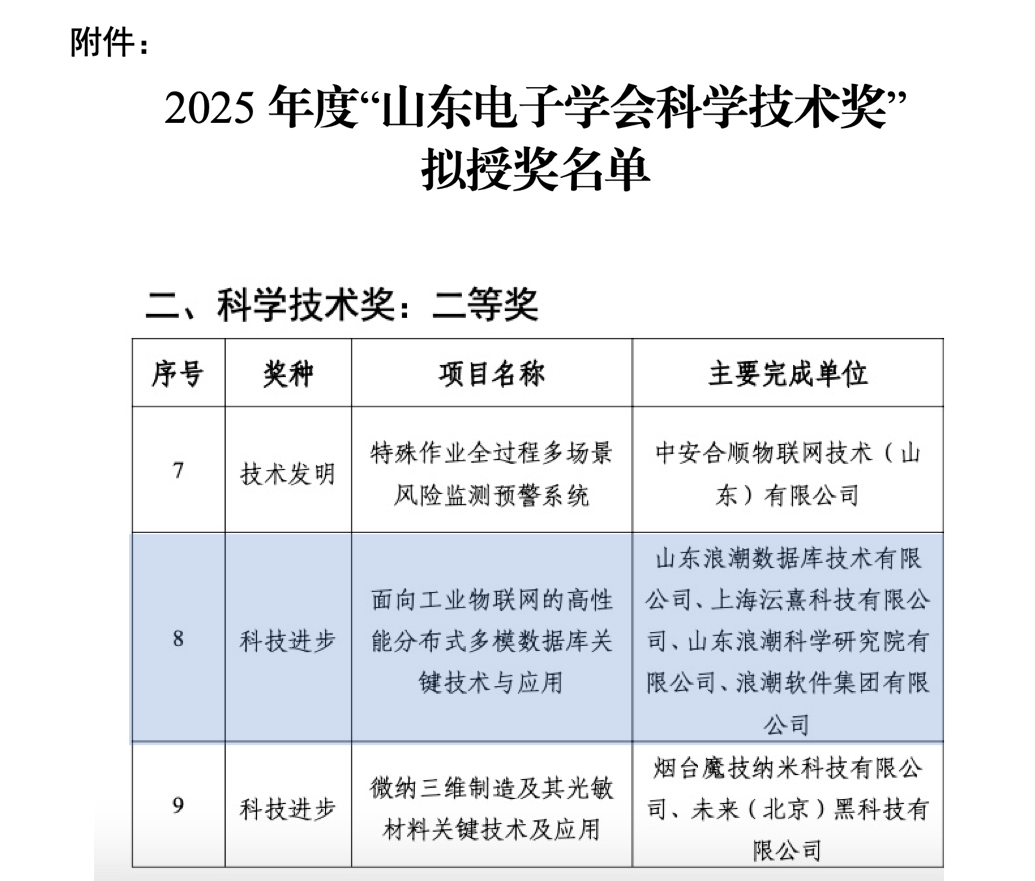 附件：
2025 年度“山东电子学会科学技术奖”
拟授奖名单
二、科学技术奖：二等奖
序号 奖种 项目名称 主要完成单位
7 技术发明 特殊作业全过程多场景
风险监测预警系统
中安合顺物联网技术（山
东）有限公司
8 科技进步 面向工业物联网的高性
能分布式多模数据库关
键技术与应用
山东浪潮数据库技术有限
公司、上海沄熹科技有限公
司、山东浪潮科学研究院有
限公司、浪潮软件集团有限
公司
9 科技进步 微纳三维制造及其光敏
材料关键技术及应用
烟台魔技纳米科技有限公
司、未来（北京）黑科技有
限公司